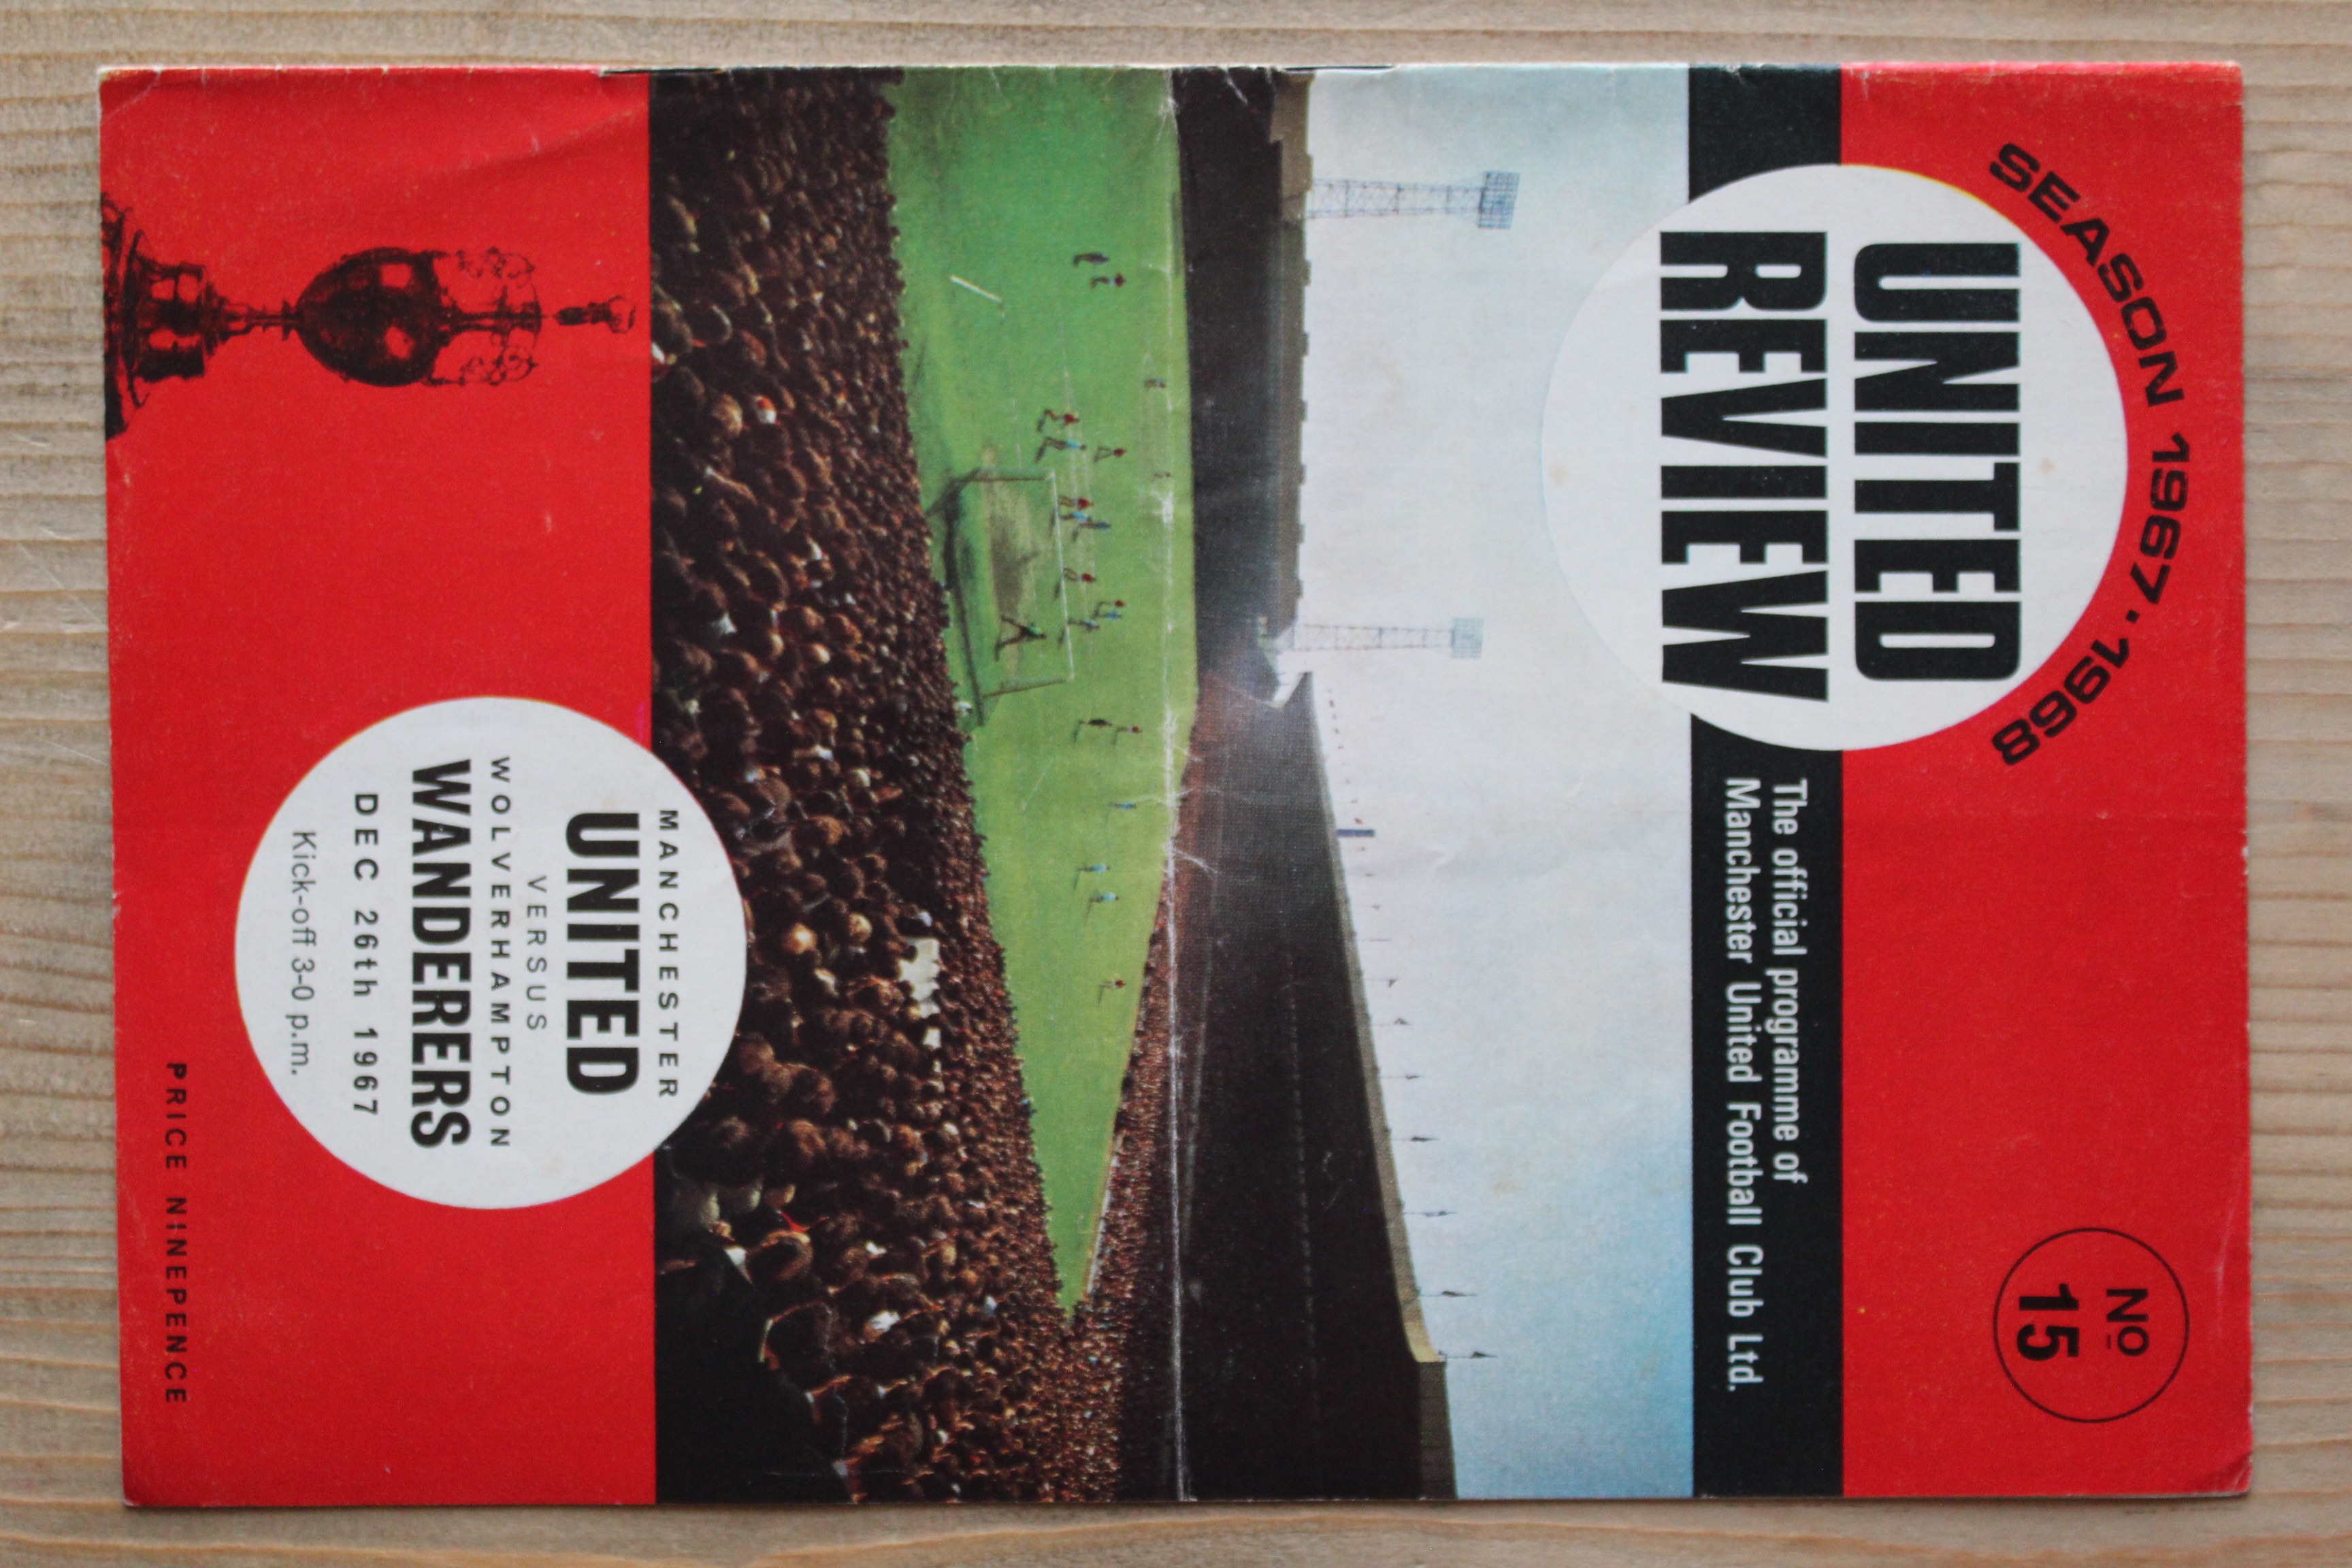 SEASON 1967·1968
UNITED
REVIEW
No
15
The official programme of
Manchester United Football Club Ltd.
MANCHESTER
UNITED
VERSUS
WOLVERHAMPTON
WANDERERS
DEC 26th 1967
Kick-off 3-0 p.m.
PRICE NINEPENCE